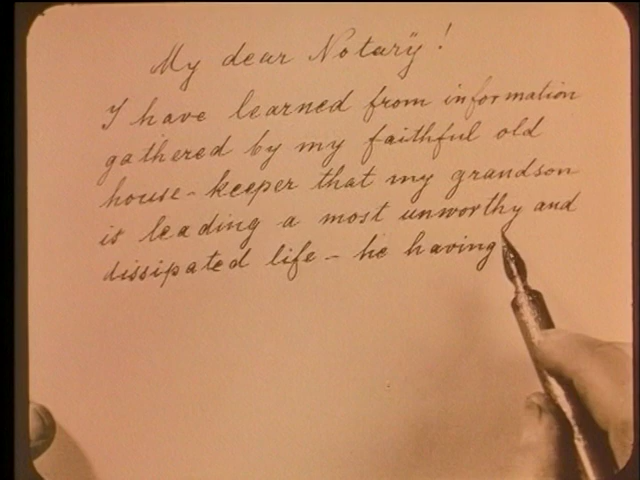 My dear Notary!
I have learned from information
gathered by my faithful old
house-keeper that my grandson
is leading a most unworthy and
dissipated life - he having